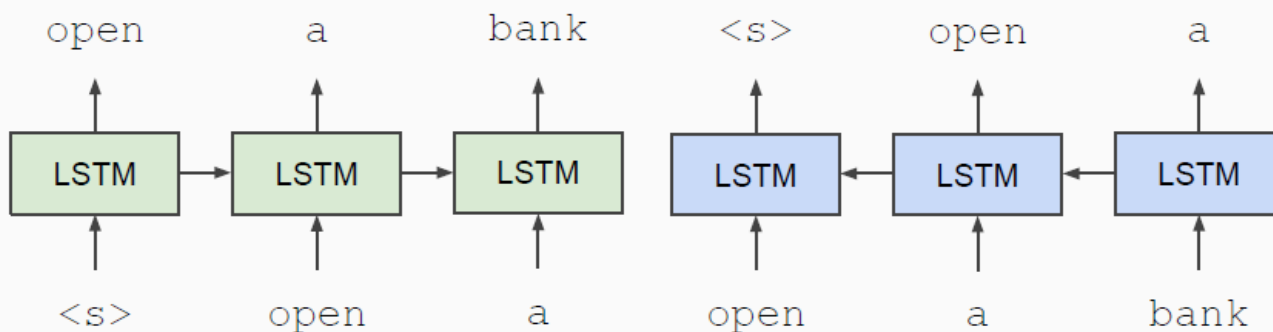 open a bank <s> open a
LSTM LSTM LSTM LSTM LSTM LSTM
<s> open a open a bank